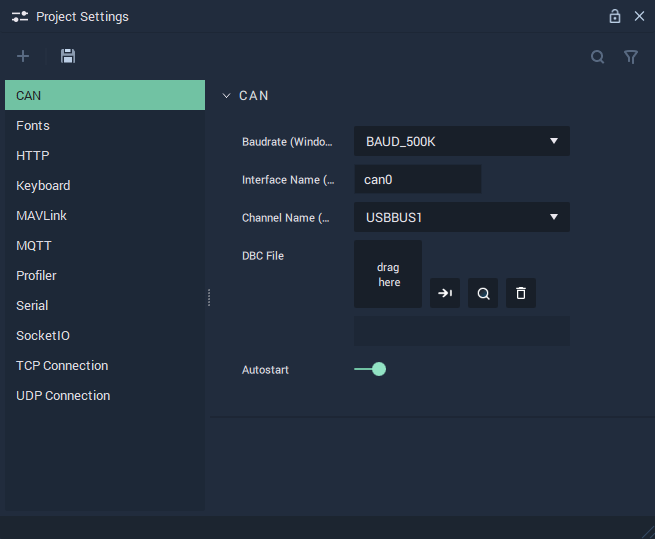 Project Settings
CAN
Fonts
HTTP
Keyboard
MAVLink
MQTT
Profiler
Serial
SocketIO
TCP Connection
UDP Connection
CAN
Baudrate (Windo...
BAUD_500K
Interface Name (...
can0
Channel Name (...
USBBUS1
DBC File
drag
here
Autostart